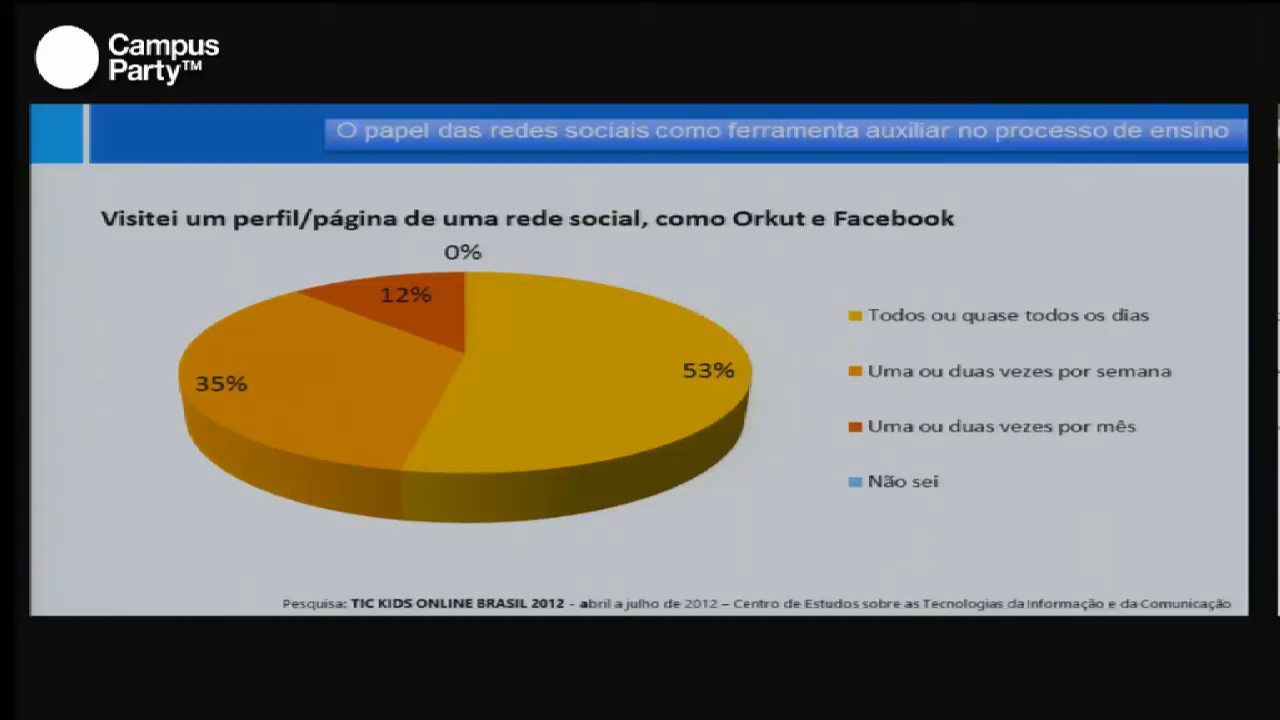 Campus
Party™
O papel das redes sociais como ferramenta auxiliar no processo de ensino
Visitei um perfil/página de uma rede social, como Orkut e Facebook
0%
12%
35%
53%
Todos ou quase todos os dias
Uma ou duas vezes por semana
Uma ou duas vezes por mês
Não sei
Pesquisa: TIC KIDS ONLINE BRASIL 2012 - abril a julho de 2012 – Centro de Estudos sobre as Tecnologias da Informação e da Comunicação